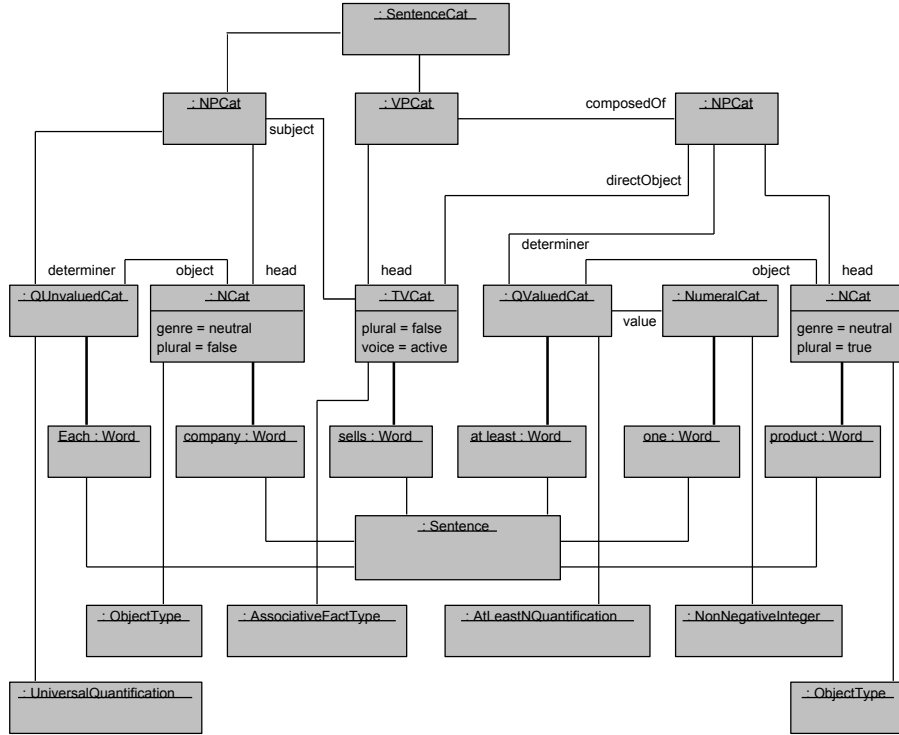 : SentenceCat
: NPCat
: VPCat
composedOf
: NPCat
subject
directObject
determiner
determiner
object
head
head
object
head
: QUnvaluedCat
: NCat
genre = neutral
plural = false
: TVCat
plural = false
voice = active
: QValuedCat
value
: NumeralCat
: NCat
genre = neutral
plural = true
Each : Word
company : Word
sells : Word
at least : Word
one : Word
product : Word
: Sentence
: ObjectType
: AssociativeFactType
: AtLeastNQuantification
: NonNegativeInteger
: UniversalQuantification
: ObjectType